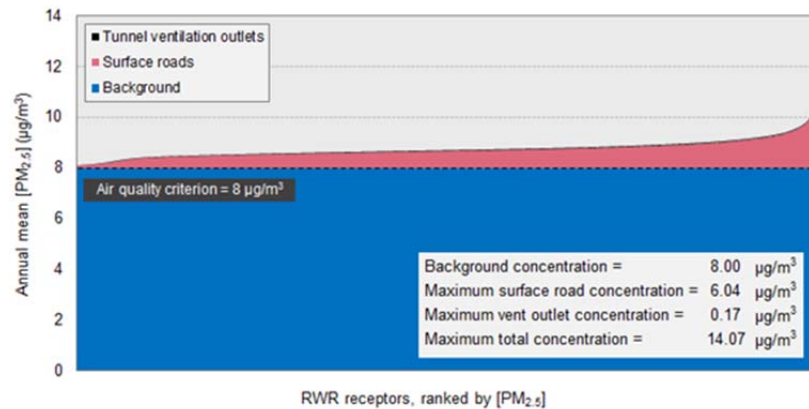 14
12
10
8
6
4
2
0
Annual mean [PM2.5] (µg/m3)
Tunnel ventilation outlets
Surface roads
Background
Air quality criterion = 8 µg/m3
Background concentration = 8.00 µg/m3
Maximum surface road concentration = 6.04 µg/m3
Maximum vent outlet concentration = 0.17 µg/m3
Maximum total concentration = 14.07 µg/m3
RWR receptors, ranked by [PM2.5]